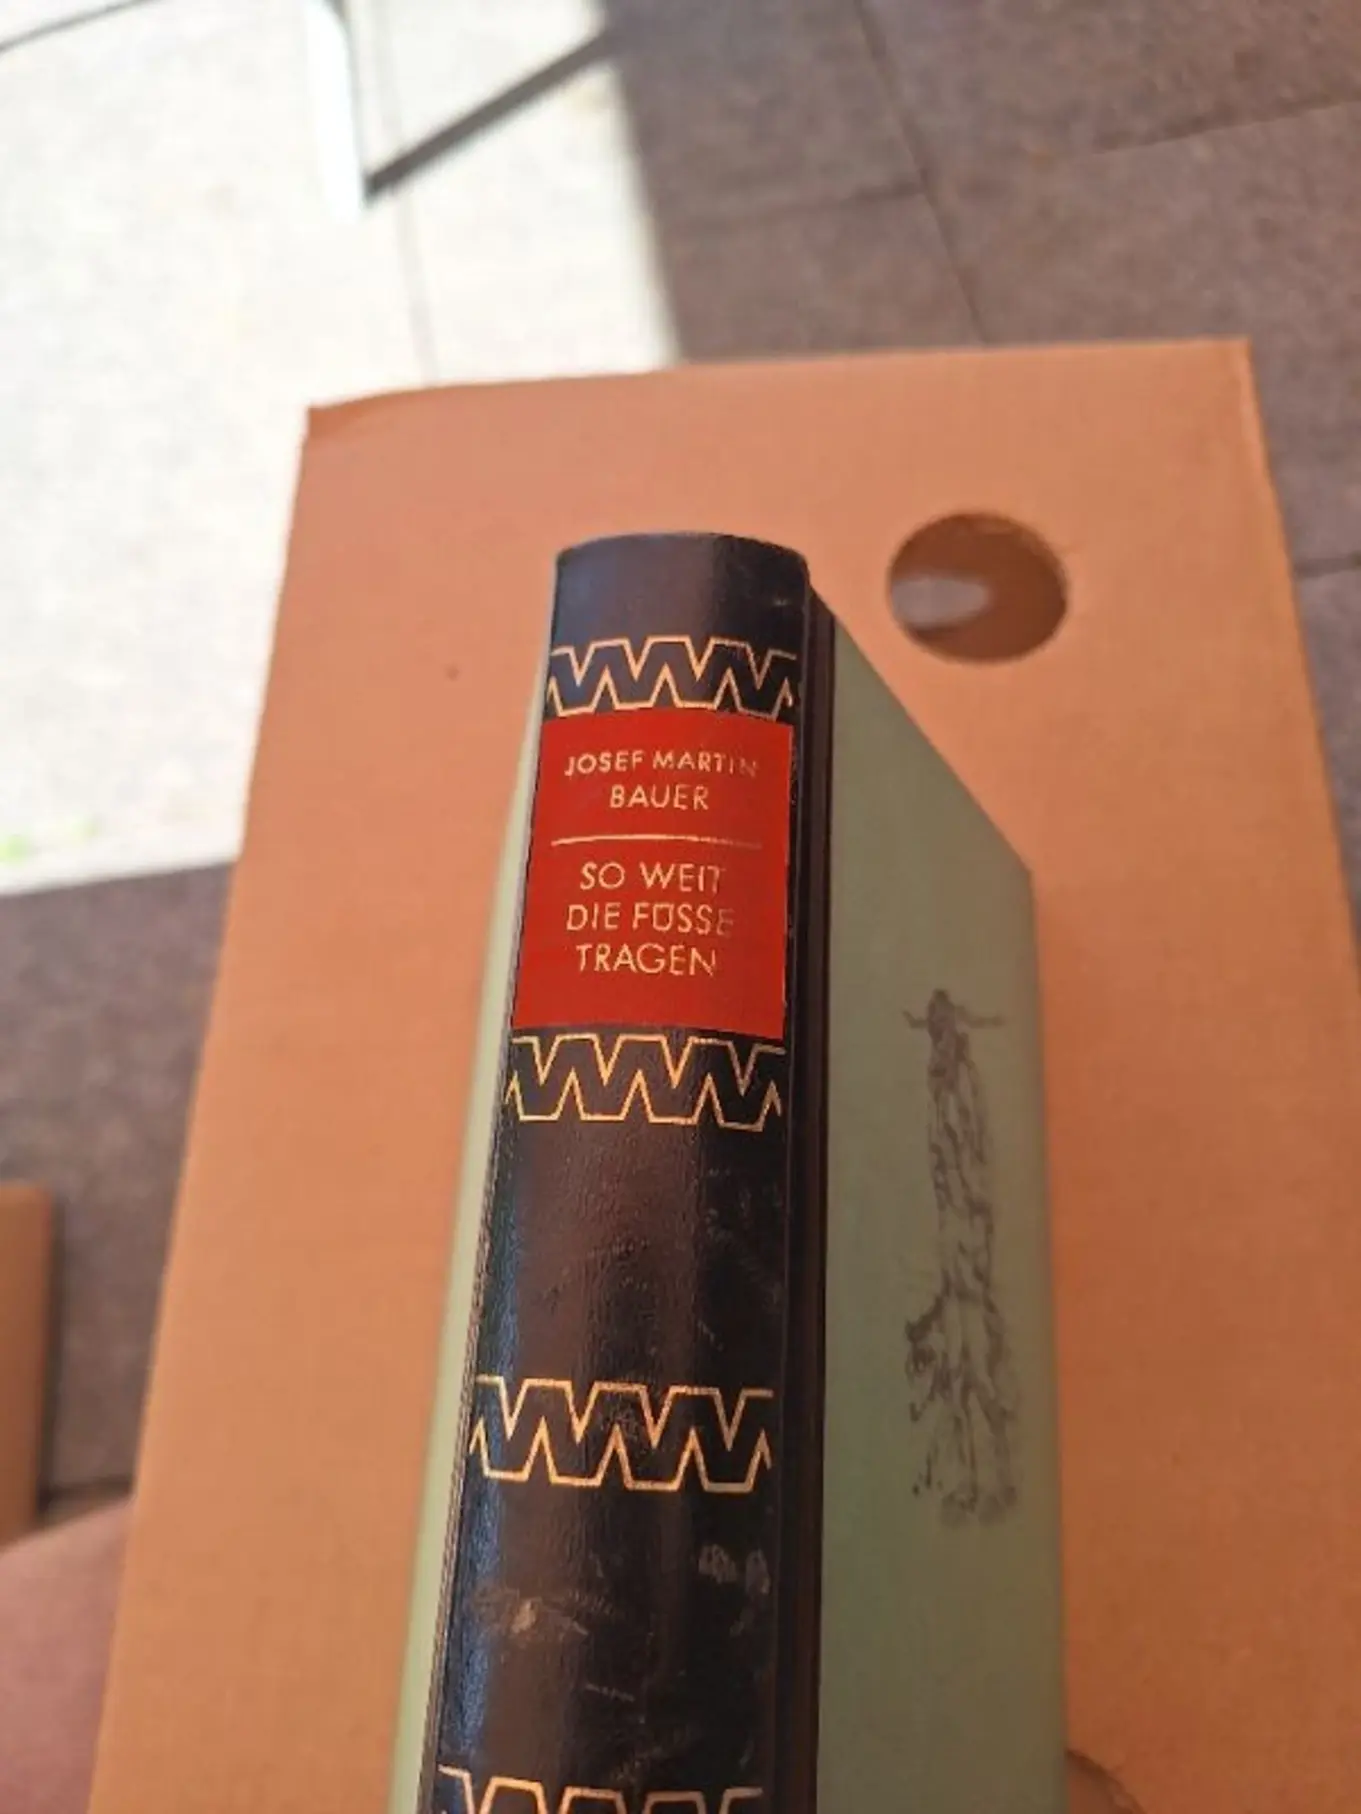 JOSEF MARTIN
BAUER
SO WEIT
DIE FÜSSE
TRAGEN